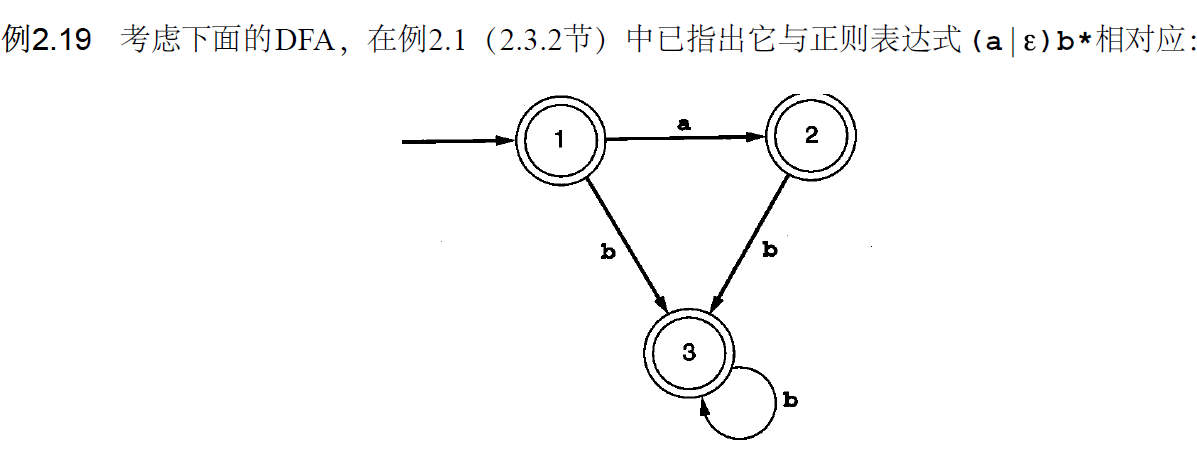 例2.19 考虑下面的DFA，在例2.1（2.3.2节）中已指出它与正则表达式(a|ε)b*相对应：
a
1
2
b
b
3
b